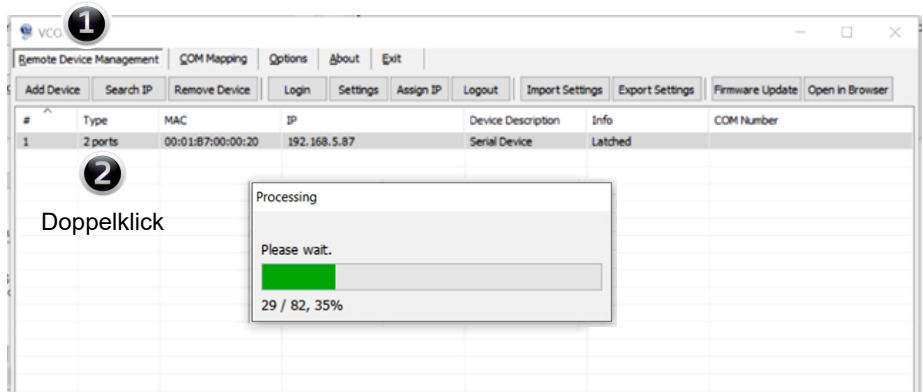 1
VCO
Remote Device Management COM Mapping Options About Exit
Add Device Search IP Remove Device Login Settings Assign IP Logout Import Settings Export Settings Firmware Update Open in Browser
# Type MAC IP Device Description Info COM Number
1 2 ports 00:01:B7:00:00:20 192.168.5.87 Serial Device Latched
2
Doppelklick
Processing
Please wait.
29 / 82, 35%